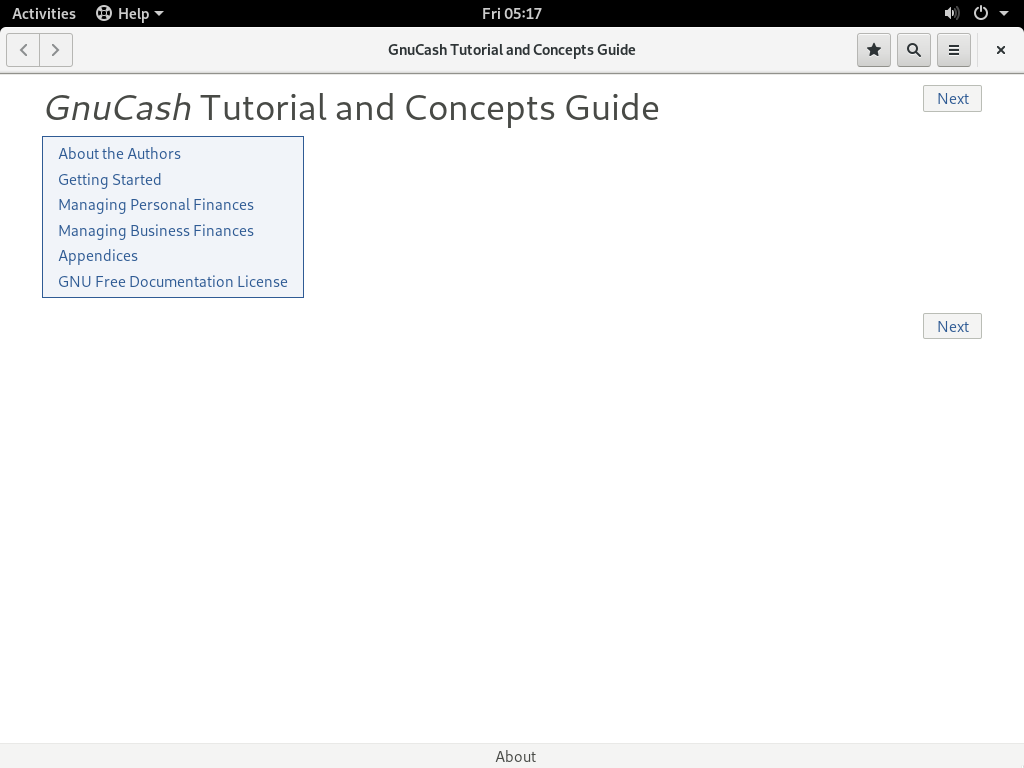 Activities Help Fri 05:17
GnuCash Tutorial and Concepts Guide
GnuCash Tutorial and Concepts Guide
Next
About the Authors
Getting Started
Managing Personal Finances
Managing Business Finances
Appendices
GNU Free Documentation License
Next
About